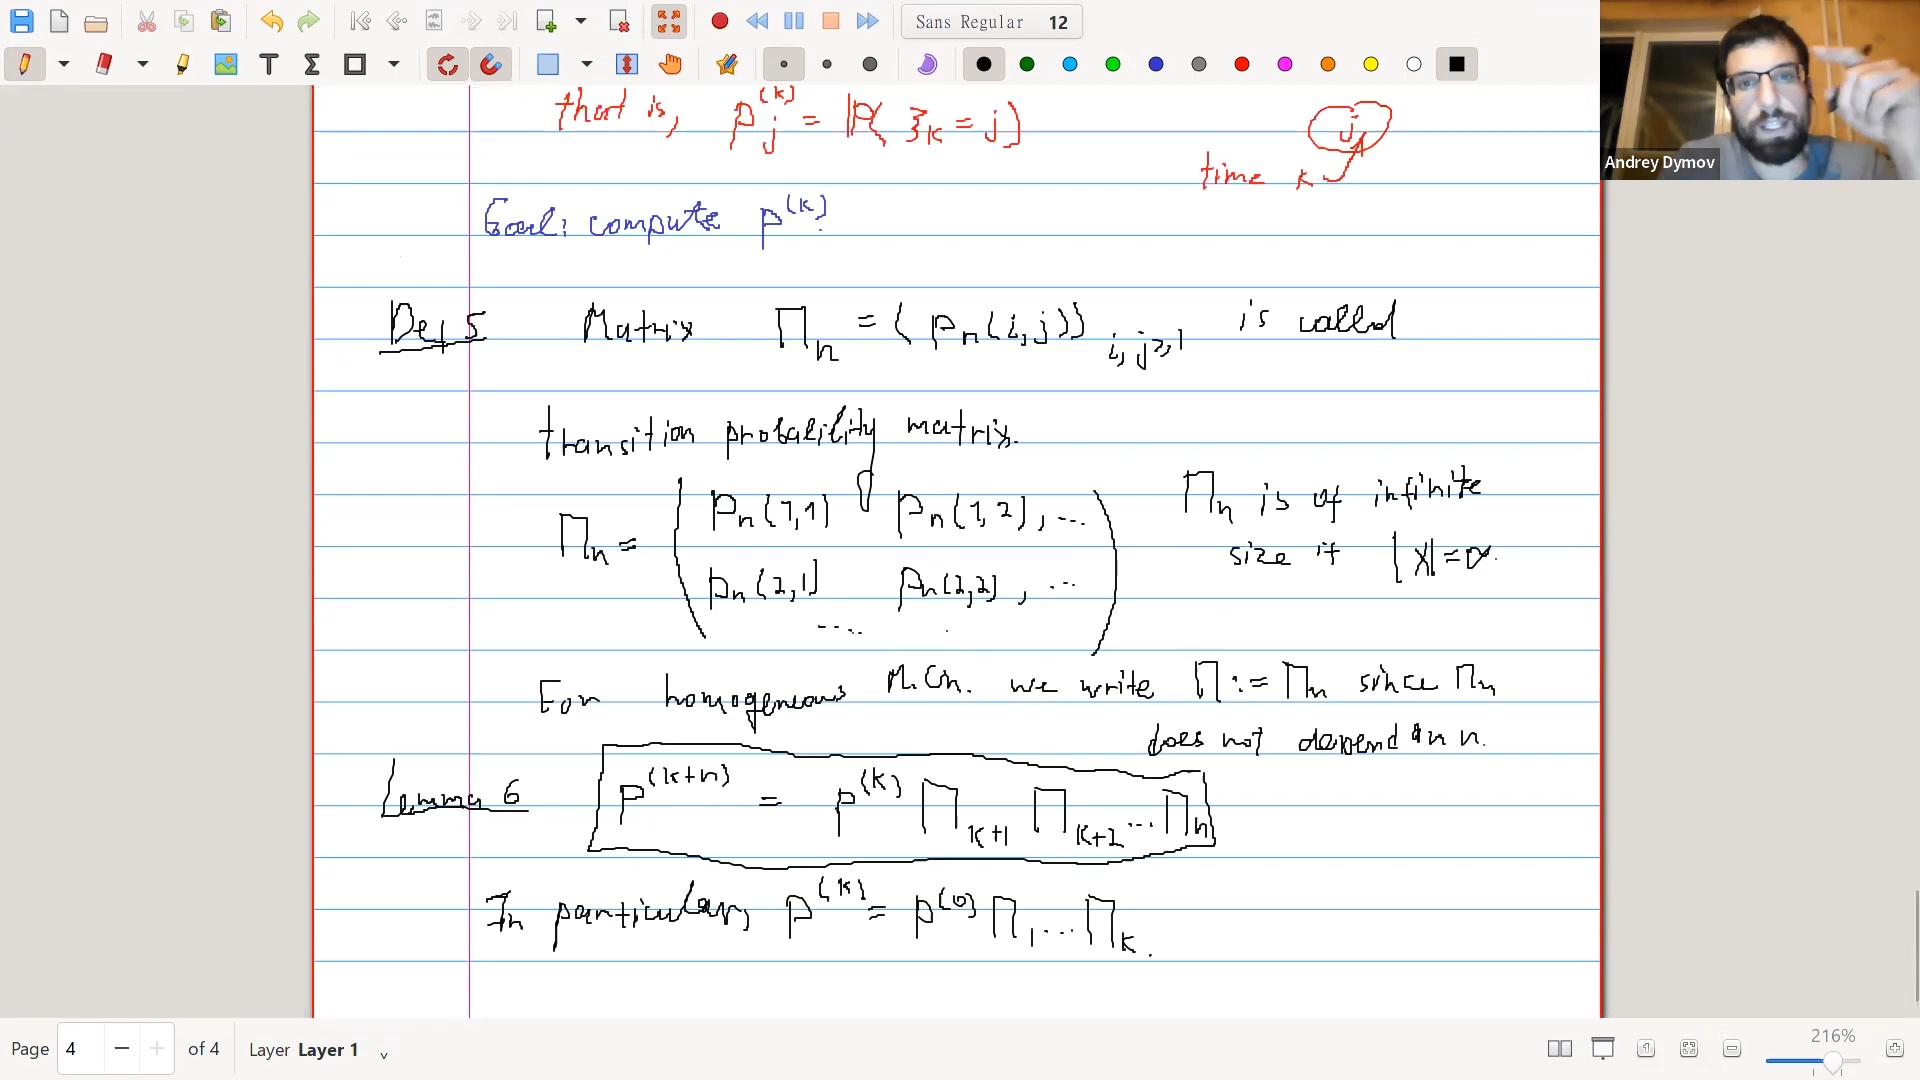 Sans Regular 12
Andrey Dymov
that is, p_j^{(k)} = P(ξ_k = j)
j
time k
Goal: compute p^{(k)}.
Def 5 Matrix Π_n = (p_n(i,j))_{i,j≥1} is called
transition probability matrix.
Π_n = ( p_n(1,1) p_n(1,2), ...
p_n(2,1) p_n(2,2), ...
.... . )
Π_n is of infinite
size if |X|=∞.
For homogeneous M.Ch. we write Π := Π_n since Π_n
does not depend on n.
Lemma 6 p^{(k+n)} = p^{(k)} Π_{k+1} Π_{k+2} ... Π_n
In particular, p^{(k)} = p^{(0)} Π_1 ... Π_k.
Page 4 of 4 Layer Layer 1
216%